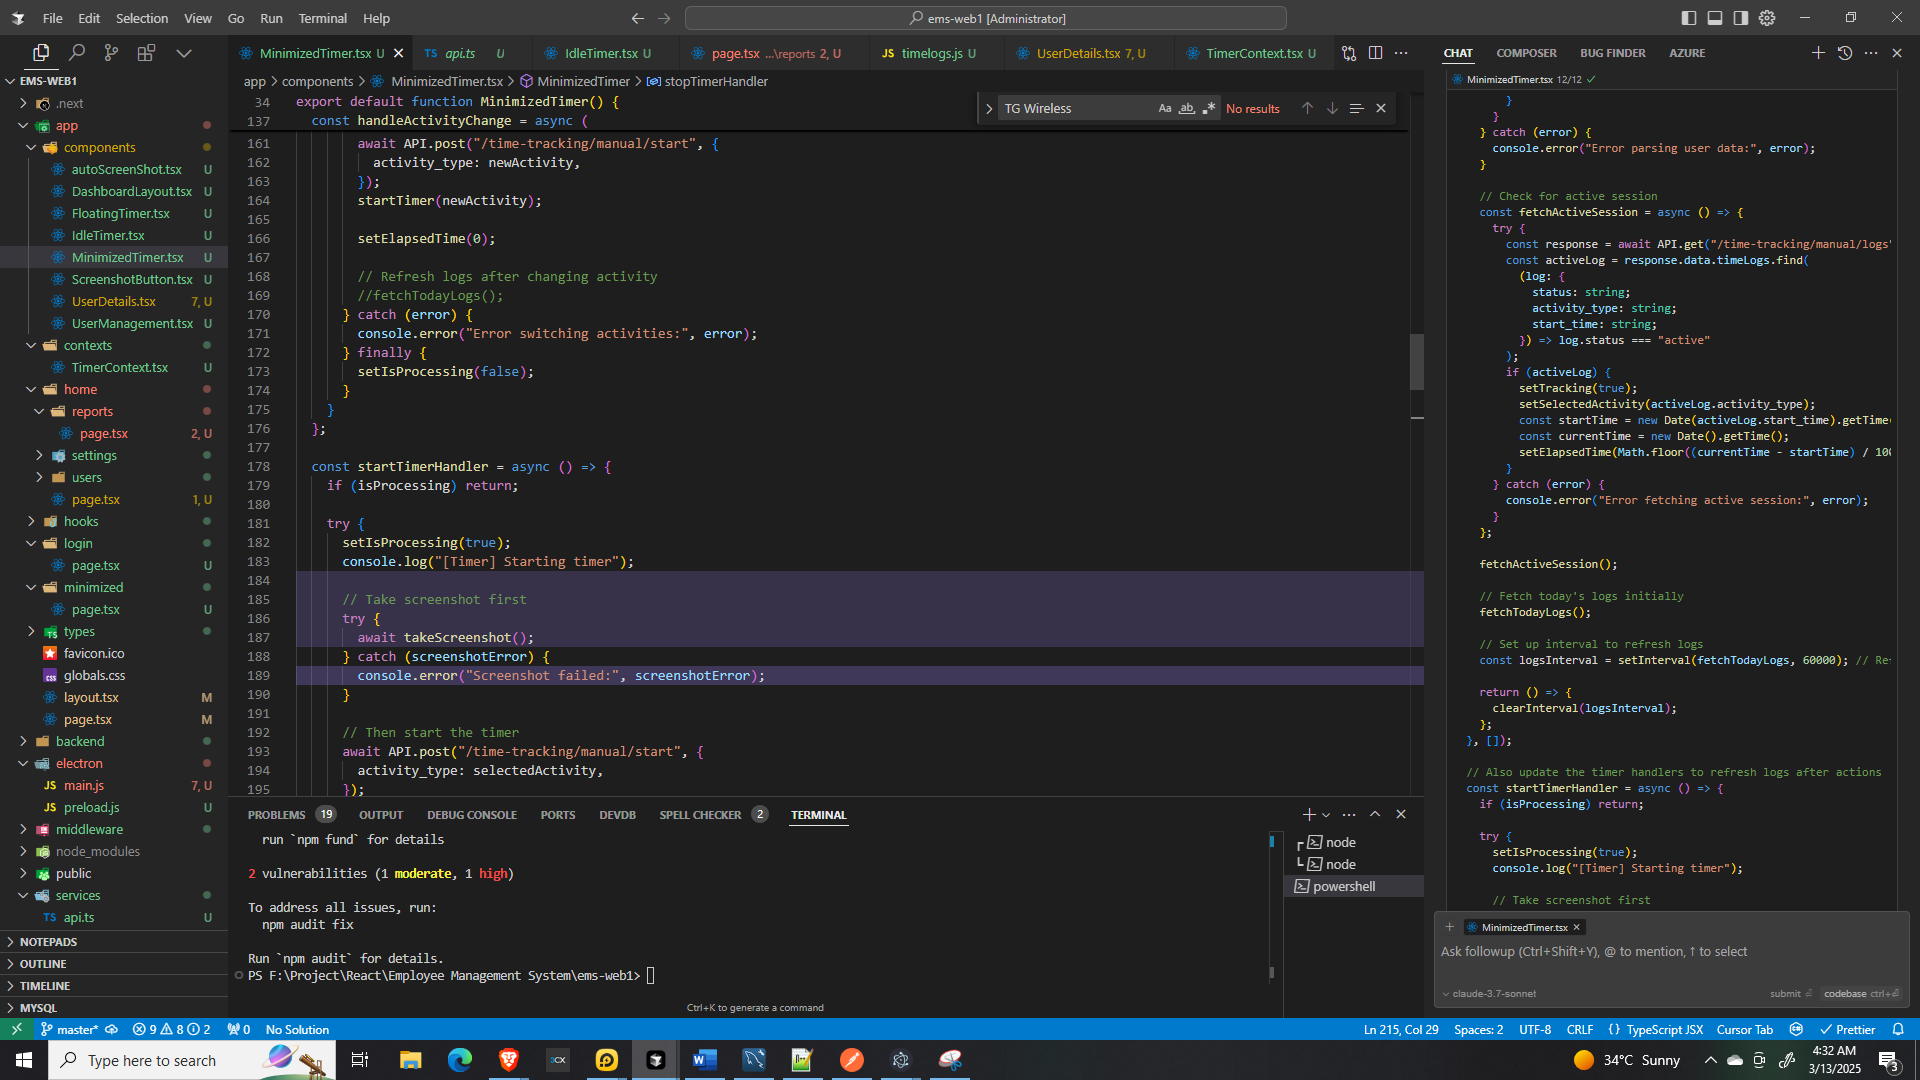 File Edit Selection View Go Run Terminal Help
ems-web1 [Administrator]
MinimizedTimer.tsx U
api.ts U
IdleTimer.tsx U
page.tsx ...\reports 2, U
timelogs.js U
UserDetails.tsx 7, U
TimerContext.tsx U
CHAT COMPOSER BUG FINDER AZURE
EMS-WEB1
.next
app
components
autoScreenShot.tsx U
DashboardLayout.tsx U
FloatingTimer.tsx U
IdleTimer.tsx U
MinimizedTimer.tsx U
ScreenshotButton.tsx U
UserDetails.tsx 7, U
UserManagement.tsx U
contexts
TimerContext.tsx U
home
reports
page.tsx 2, U
settings
users
page.tsx 1, U
hooks
login
page.tsx U
minimized
page.tsx U
types
favicon.ico
globals.css
layout.tsx M
page.tsx M
backend
electron
JS main.js 7, U
JS preload.js U
middleware
node_modules
public
services
TS api.ts U
NOTEPADS
OUTLINE
TIMELINE
MYSQL
app > components > MinimizedTimer.tsx > MinimizedTimer > stopTimerHandler
TG Wireless Aa ab No results
34 export default function MinimizedTimer() {
137 const handleActivityChange = async (
161 await API.post("/time-tracking/manual/start", {
162 activity_type: newActivity,
163 });
164 startTimer(newActivity);
165
166 setElapsedTime(0);
167
168 // Refresh logs after changing activity
169 //fetchTodayLogs();
170 } catch (error) {
171 console.error("Error switching activities:", error);
172 } finally {
173 setIsProcessing(false);
174 }
175 }
176 };
177
178 const startTimerHandler = async () => {
179 if (isProcessing) return;
180
181 try {
182 setIsProcessing(true);
183 console.log("[Timer] Starting timer");
184
185 // Take screenshot first
186 try {
187 await takeScreenshot();
188 } catch (screenshotError) {
189 console.error("Screenshot failed:", screenshotError);
190 }
191
192 // Then start the timer
193 await API.post("/time-tracking/manual/start", {
194 activity_type: selectedActivity,
195 });
PROBLEMS 19 OUTPUT DEBUG CONSOLE PORTS DEVDB SPELL CHECKER 2 TERMINAL
run `npm fund` for details
2 vulnerabilities (1 moderate, 1 high)
To address all issues, run:
npm audit fix
Run `npm audit` for details.
PS F:\Project\React\Employee Management System\ems-web1>
Ctrl+K to generate a command
node
node
powershell
MinimizedTimer.tsx 12/12
}
}
} catch (error) {
console.error("Error parsing user data:", error);
}
// Check for active session
const fetchActiveSession = async () => {
try {
const response = await API.get("/time-tracking/manual/logs"
const activeLog = response.data.timeLogs.find(
(log: {
status: string;
activity_type: string;
start_time: string;
}) => log.status === "active"
);
if (activeLog) {
setTracking(true);
setSelectedActivity(activeLog.activity_type);
const startTime = new Date(activeLog.start_time).getTime(
const currentTime = new Date().getTime();
setElapsedTime(Math.floor((currentTime - startTime) / 100
}
} catch (error) {
console.error("Error fetching active session:", error);
}
};
fetchActiveSession();
// Fetch today's logs initially
fetchTodayLogs();
// Set up interval to refresh logs
const logsInterval = setInterval(fetchTodayLogs, 60000); // Re
return () => {
clearInterval(logsInterval);
};
}, []);
// Also update the timer handlers to refresh logs after actions
const startTimerHandler = async () => {
if (isProcessing) return;
try {
setIsProcessing(true);
console.log("[Timer] Starting timer");
// Take screenshot first
+ MinimizedTimer.tsx ×
Ask followup (Ctrl+Shift+Y), @ to mention, ↑ to select
claude-3.7-sonnet submit codebase ctrl+
master* 9 8 2 0 No Solution
Ln 215, Col 29 Spaces: 2 UTF-8 CRLF {} TypeScript JSX Cursor Tab Prettier
Type here to search
34°C Sunny
4:32 AM
3/13/2025
3